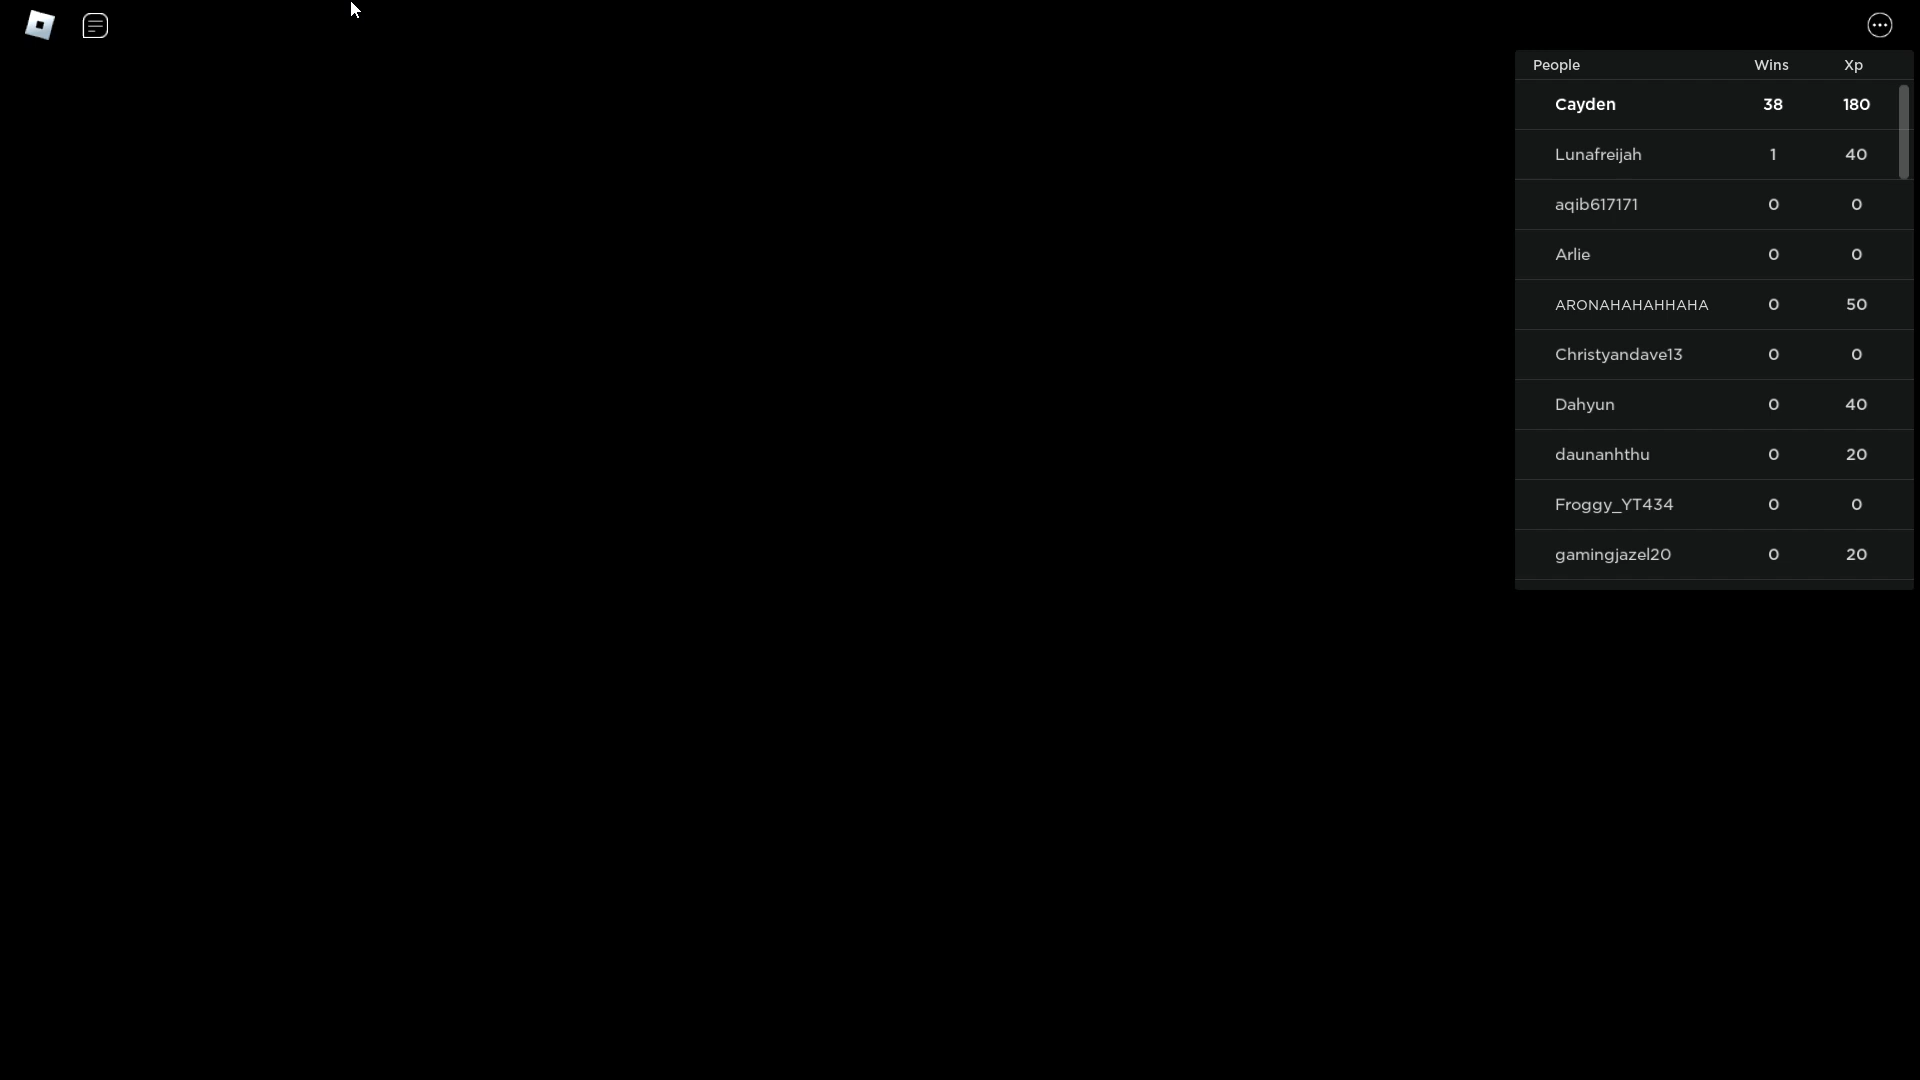 People Wins Xp
Cayden 38 180
Lunafreijah 1 40
aqib617171 0 0
Arlie 0 0
ARONAHAHAHHAHA 0 50
Christyandave13 0 0
Dahyun 0 40
daunanhthu 0 20
Froggy_YT434 0 0
gamingjazel20 0 20